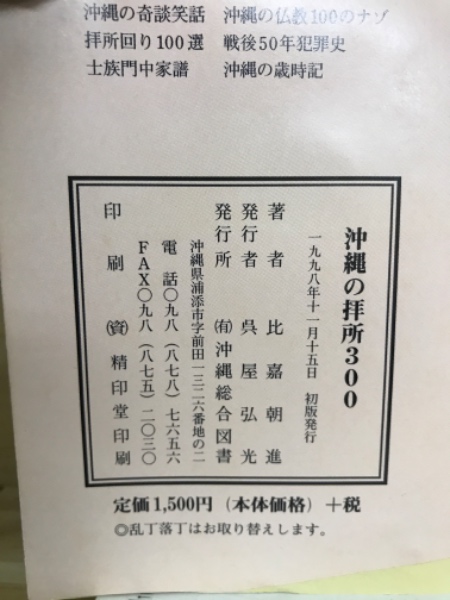 沖縄の奇談笑話　沖縄の仏教100のナゾ
拝所回り100選　戦後50年犯罪史
士族門中家譜　沖縄の歳時記
沖縄の拝所300
一九九八年十一月十五日　初版発行
著者　比嘉朝進
発行者　呉屋弘光
発行所　㈲沖縄総合図書
沖縄県浦添市字前田一三二六番地の二
電話〇九八（八七八）七六五六
FAX〇九八（八七五）二〇三〇
印刷　㈾精印堂印刷
定価1,500円（本体価格）+税
◎乱丁落丁はお取り替えします。